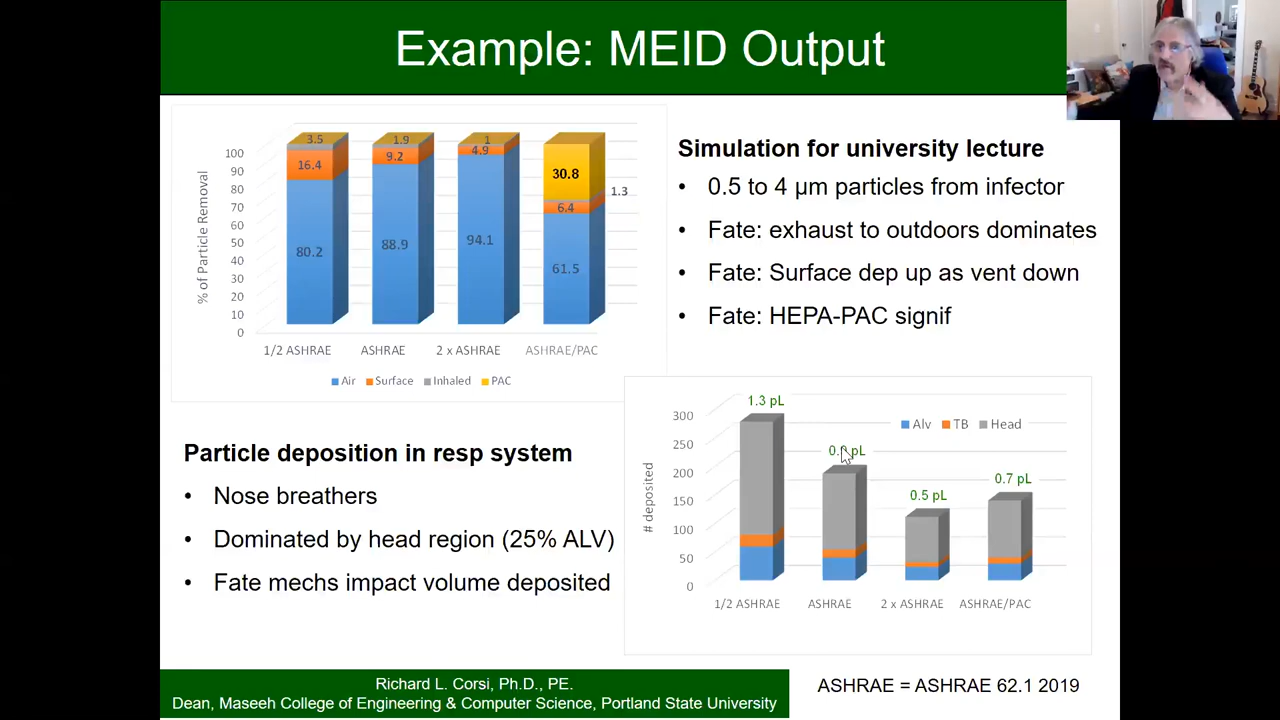 Example: MEID Output
3.5
1.9
1
100
90
80
70
60
50
40
30
20
10
0
% of Particle Removal
16.4
9.2
4.9
30.8
1.3
6.4
80.2
88.9
94.1
61.5
1/2 ASHRAE
ASHRAE
2 x ASHRAE
ASHRAE/PAC
Air
Surface
Inhaled
PAC
Simulation for university lecture
• 0.5 to 4 µm particles from infector
• Fate: exhaust to outdoors dominates
• Fate: Surface dep up as vent down
• Fate: HEPA-PAC signif
Particle deposition in resp system
• Nose breathers
• Dominated by head region (25% ALV)
• Fate mechs impact volume deposited
1.3 pL
pL
0.5 pL
0.7 pL
Alv
TB
Head
300
250
200
150
100
50
0
# deposited
1/2 ASHRAE
ASHRAE
2 x ASHRAE
ASHRAE/PAC
Richard L. Corsi, Ph.D., PE.
Dean, Maseeh College of Engineering & Computer Science, Portland State University
ASHRAE = ASHRAE 62.1 2019